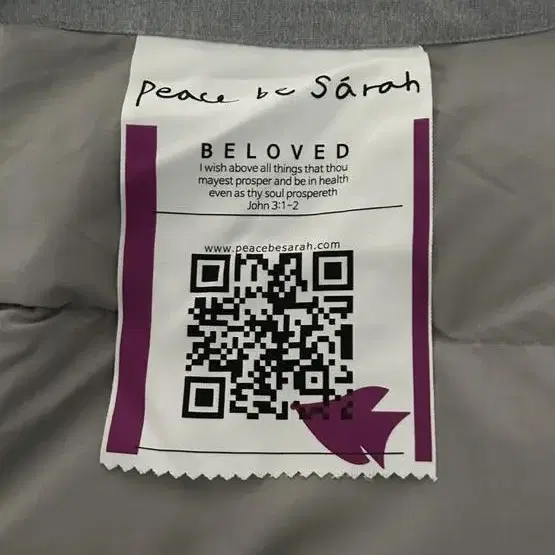 peace be Sárah
BELOVED
I wish above all things that thou
mayest prosper and be in health
even as thy soul prospereth
John 3:1-2
www.peacebesarah.com